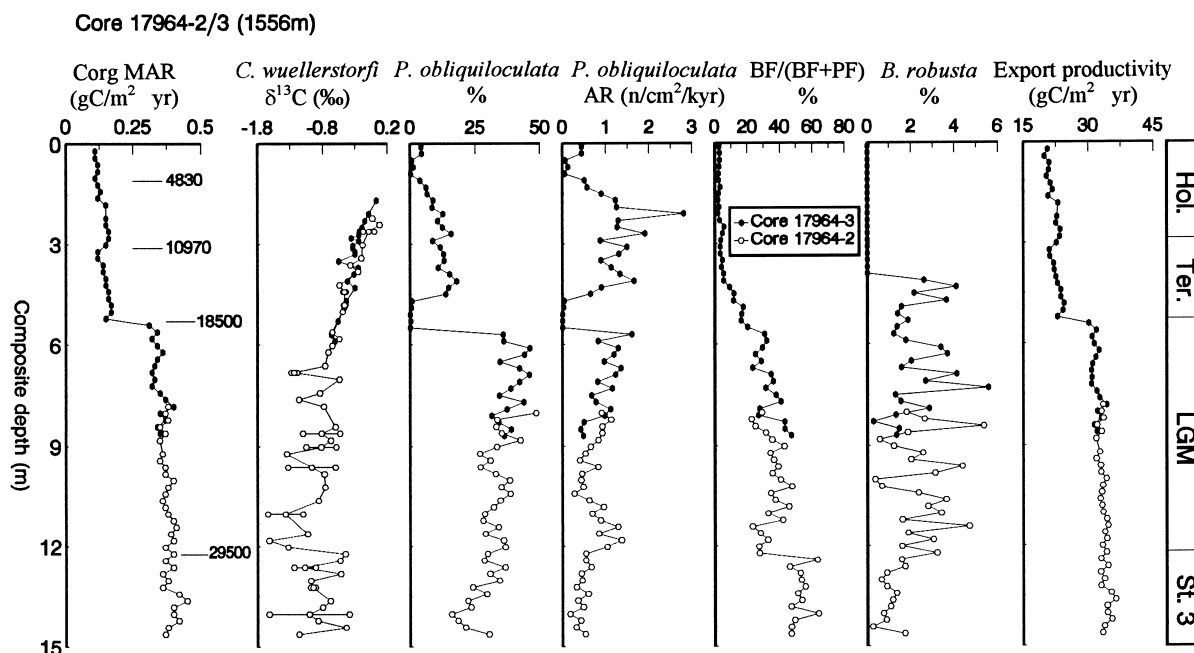 Core 17964-2/3 (1556m)
Corg MAR
(gC/m² yr)
C. wuellerstorfi
δ¹³C (‰)
P. obliquiloculata
%
P. obliquiloculata
AR (n/cm²/kyr)
BF/(BF+PF)
%
B. robusta
%
Export productivity
(gC/m² yr)
0 0.25 0.5
-1.8 -0.8 0.2
0 50
0 1 2 3
0 20 40 60 80
0 2 4 6
15 30 45
0
3
6
9
12
15
Composite depth (m)
4830
10970
18500
29500
Core 17964-3
Core 17964-2
Hol.
Ter.
LGM
St. 3